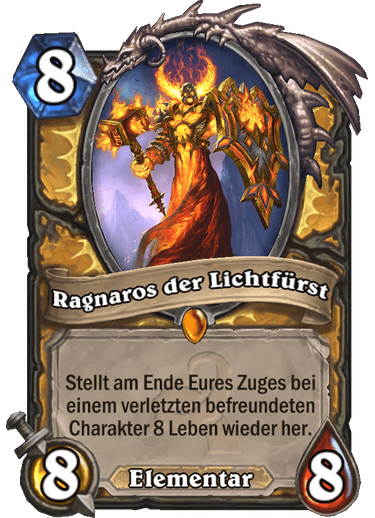 8
Ragnaros der Lichtfürst
Stellt am Ende Eures Zuges bei
einem verletzten befreundeten
Charakter 8 Leben wieder her.
8
Elementar
8